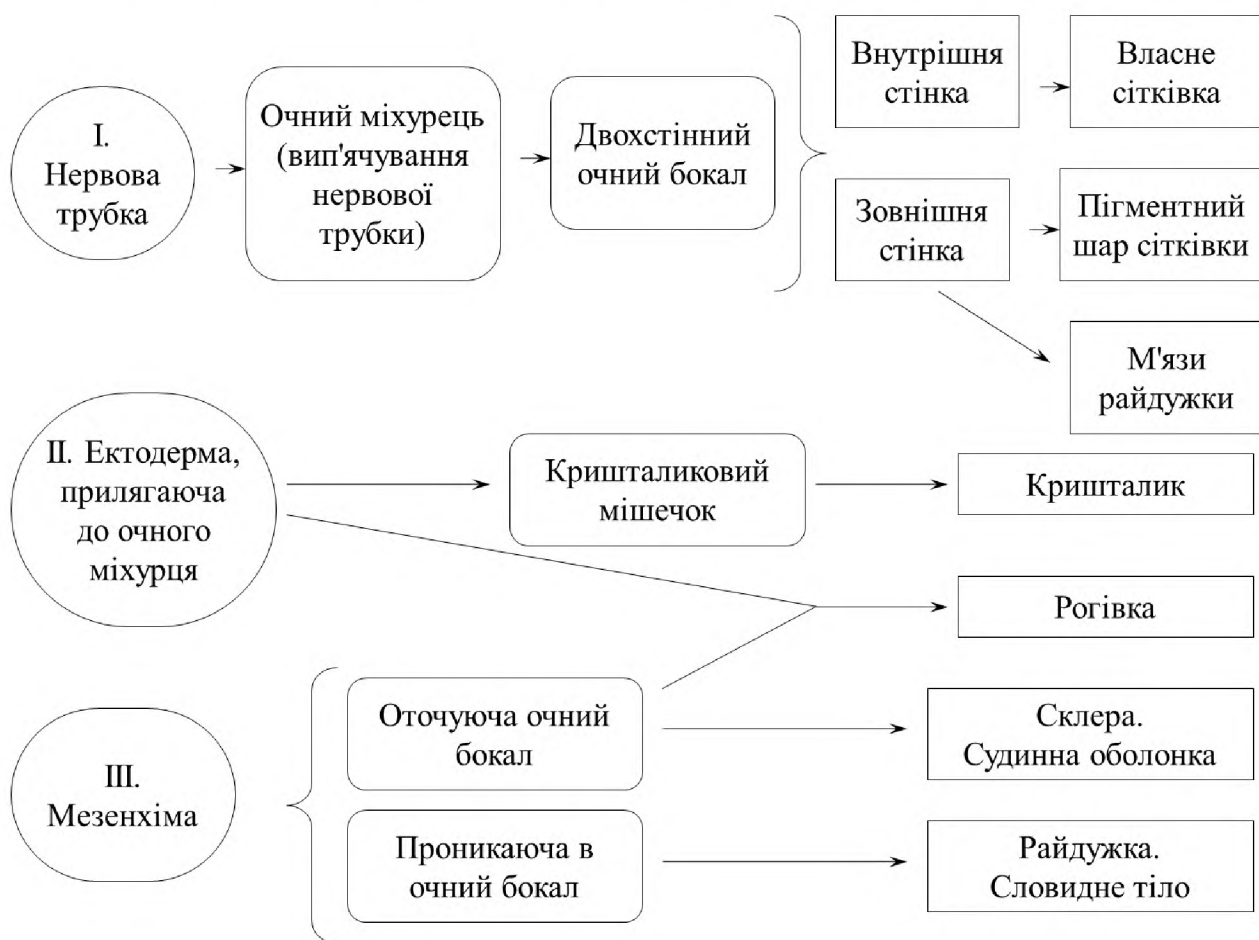 І.
Нервова
трубка
Очний міхурець
(вип'ячування
нервової
трубки)
Двохстінний
очний бокал
Внутрішня
стінка
Власне
сітківка
Зовнішня
стінка
Пігментний
шар сітківки
М'язи
райдужки
ІІ. Ектодерма,
прилягаюча
до очного
міхурця
Кришталиковий
мішечок
Кришталик
Рогівка
ІІІ.
Мезенхіма
Оточуюча очний
бокал
Склера.
Судинна оболонка
Проникаюча в
очний бокал
Райдужка.
Словидне тіло